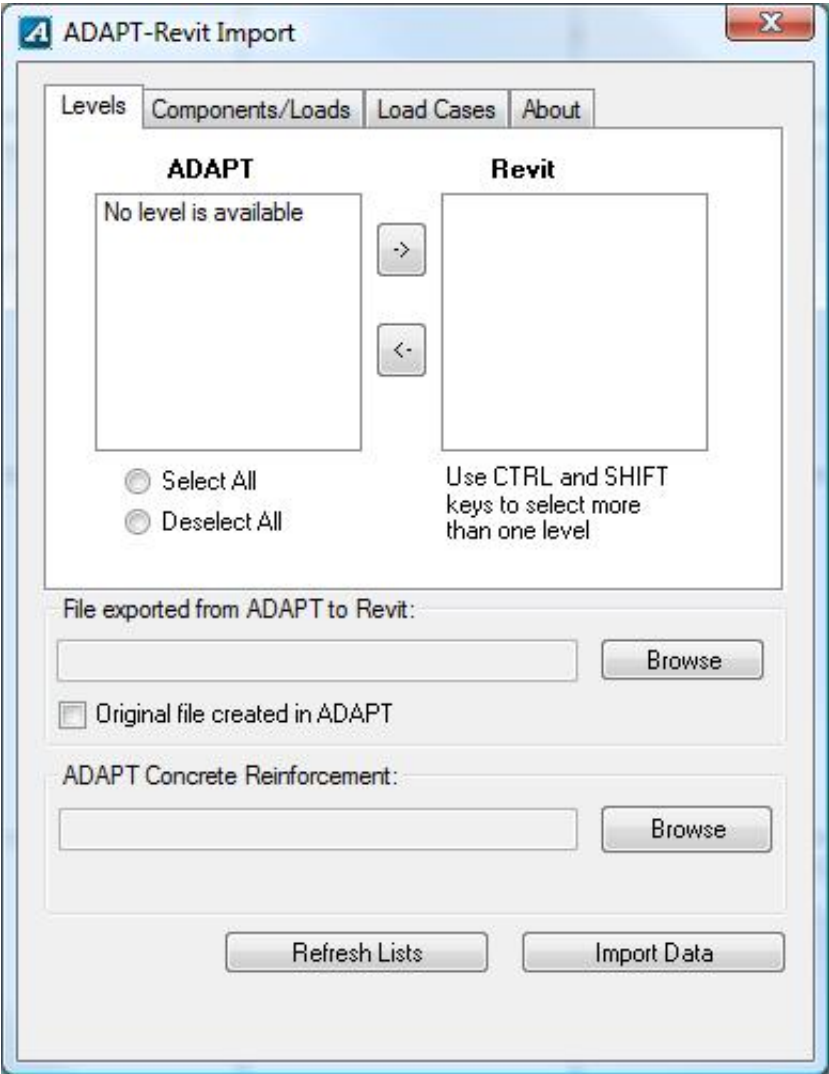 ADAPT-Revit Import
X
Levels Components/Loads Load Cases About
ADAPT Revit
No level is available
->
<-
Select All
Deselect All
Use CTRL and SHIFT
keys to select more
than one level
File exported from ADAPT to Revit:
Browse
Original file created in ADAPT
ADAPT Concrete Reinforcement:
Browse
Refresh Lists Import Data